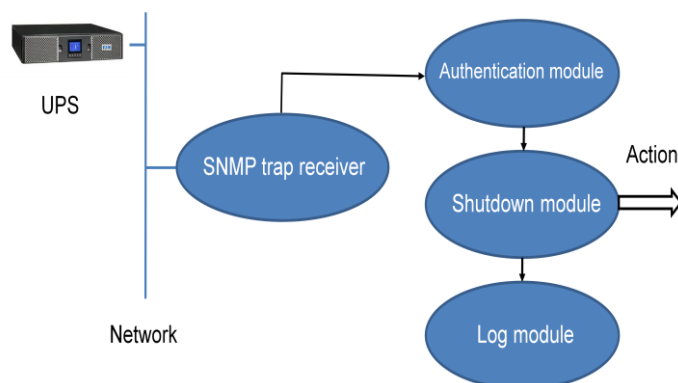 UPS
Authentication module
SNMP trap receiver
Action
Shutdown module
Network
Log module